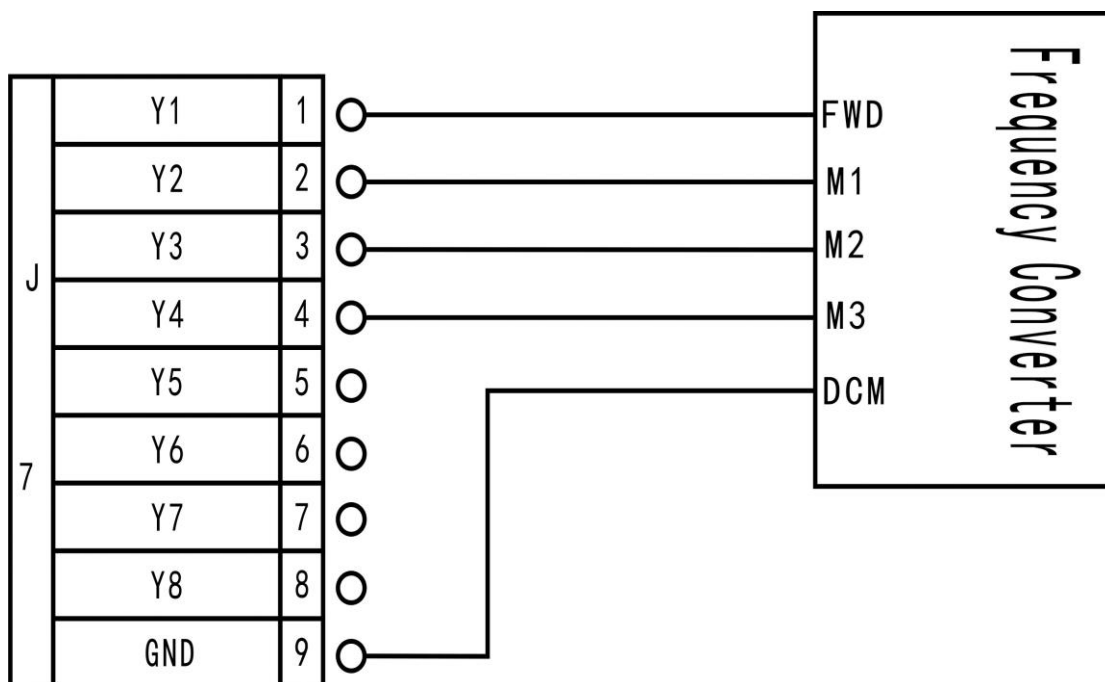 J7
Y1 1
Y2 2
Y3 3
Y4 4
Y5 5
Y6 6
Y7 7
Y8 8
GND 9
FWD
M1
M2
M3
DCM
Frequency Converter